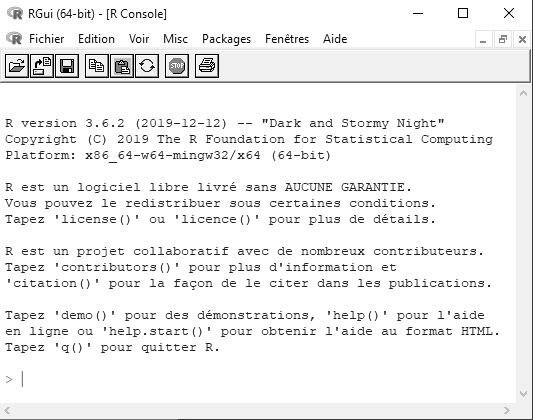 RGui (64-bit) - [R Console]
Fichier Edition Voir Misc Packages Fenêtres Aide
STOP
R version 3.6.2 (2019-12-12) -- "Dark and Stormy Night"
Copyright (C) 2019 The R Foundation for Statistical Computing
Platform: x86_64-w64-mingw32/x64 (64-bit)
R est un logiciel libre livré sans AUCUNE GARANTIE.
Vous pouvez le redistribuer sous certaines conditions.
Tapez 'license()' ou 'licence()' pour plus de détails.
R est un projet collaboratif avec de nombreux contributeurs.
Tapez 'contributors()' pour plus d'information et
'citation()' pour la façon de le citer dans les publications.
Tapez 'demo()' pour des démonstrations, 'help()' pour l'aide
en ligne ou 'help.start()' pour obtenir l'aide au format HTML.
Tapez 'q()' pour quitter R.
>